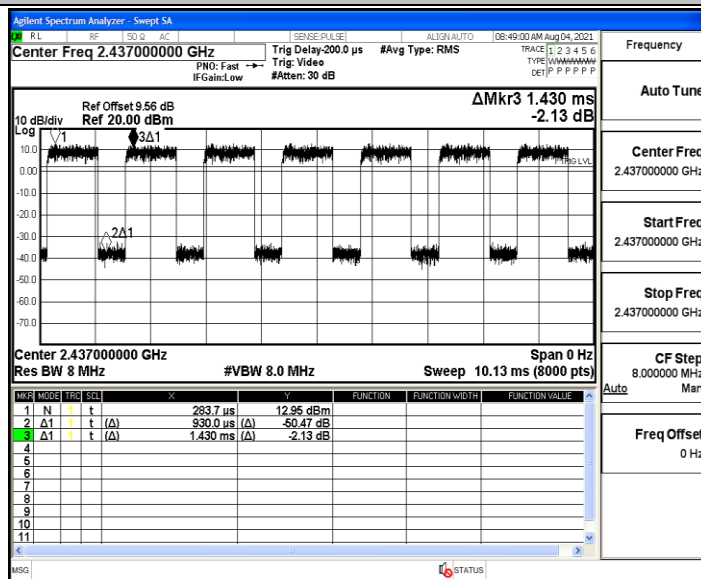 Agilent Spectrum Analyzer - Swept SA
RL RF 50 Ω AC SENSE:PULSE ALIGN AUTO 08:49:00 AM Aug 04, 2021
Center Freq 2.437000000 GHz
PNO: Fast
IFGain:Low
Trig Delay-200.0 µs
Trig: Video
#Atten: 30 dB
#Avg Type: RMS
TRACE 1 2 3 4 5 6
TYPE
DET P P P P P P
ΔMkr3 1.430 ms
-2.13 dB
Ref Offset 9.56 dB
10 dB/div Ref 20.00 dBm
Log
1
3Δ1
2Δ1
TRIG LVL
10.0
0.00
-10.0
-20.0
-30.0
-40.0
-50.0
-60.0
-70.0
Center 2.437000000 GHz Span 0 Hz
Res BW 8 MHz #VBW 8.0 MHz Sweep 10.13 ms (8000 pts)
MKR MODE TRC SCL X Y FUNCTION FUNCTION WIDTH FUNCTION VALUE
1 N 1 t 283.7 µs 12.95 dBm
2 Δ1 1 t (Δ) 930.0 µs (Δ) -50.47 dB
3 Δ1 1 t (Δ) 1.430 ms (Δ) -2.13 dB
4
5
6
7
8
9
10
11
MSG STATUS
Frequency
Auto Tune
Center Freq
2.437000000 GHz
Start Freq
2.437000000 GHz
Stop Freq
2.437000000 GHz
CF Step
8.000000 MHz
Auto Man
Freq Offset
0 Hz